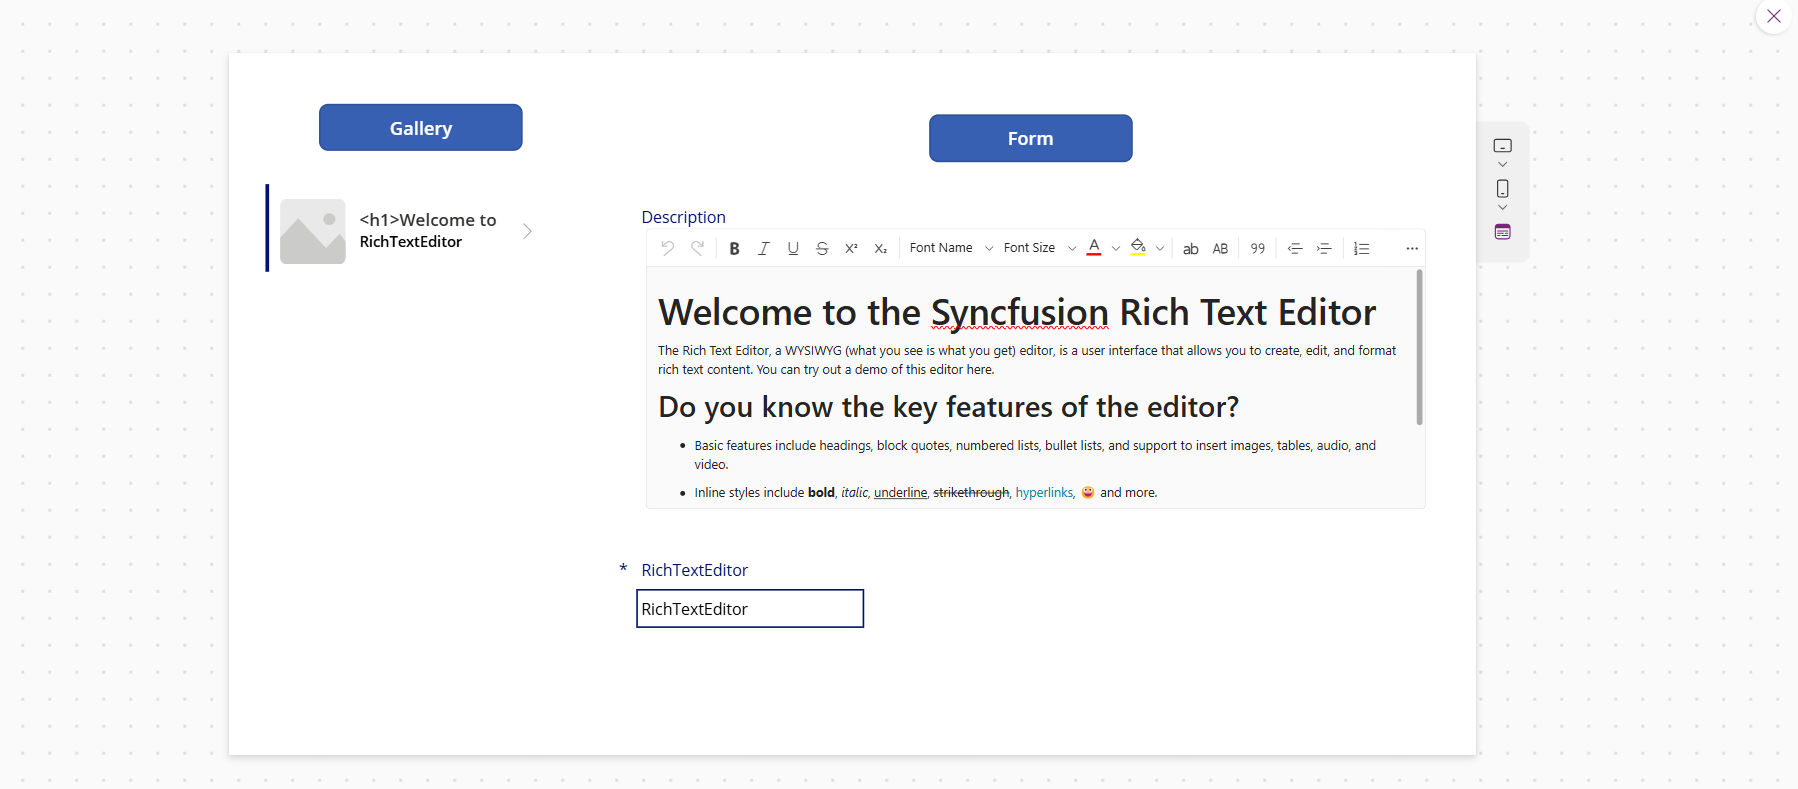 Gallery
Form
<h1>Welcome to
RichTextEditor
Description
B I U S X² X₂ Font Name Font Size A ab AB 99
Welcome to the Syncfusion Rich Text Editor
The Rich Text Editor, a WYSIWYG (what you see is what you get) editor, is a user interface that allows you to create, edit, and format
rich text content. You can try out a demo of this editor here.
Do you know the key features of the editor?
• Basic features include headings, block quotes, numbered lists, bullet lists, and support to insert images, tables, audio, and
video.
• Inline styles include bold, italic, underline, strikethrough, hyperlinks, 😀 and more.
* RichTextEditor
RichTextEditor